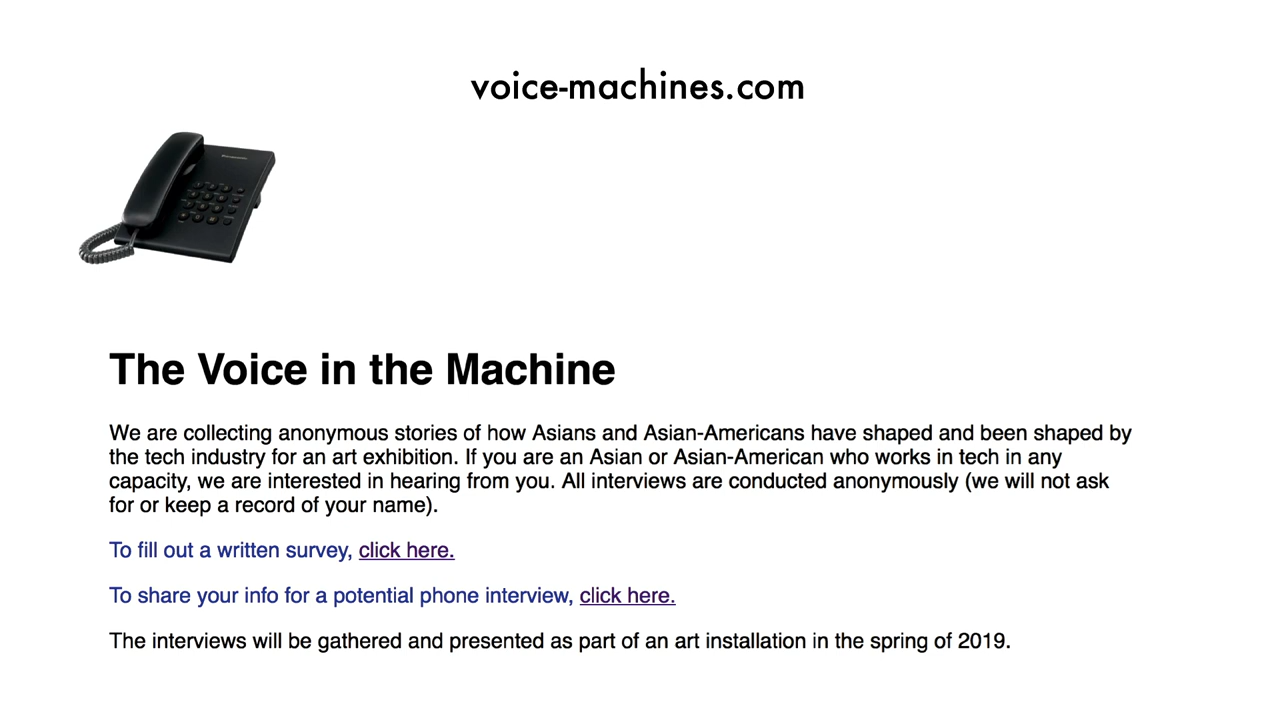 voice-machines.com
The Voice in the Machine
We are collecting anonymous stories of how Asians and Asian-Americans have shaped and been shaped by
the tech industry for an art exhibition. If you are an Asian or Asian-American who works in tech in any
capacity, we are interested in hearing from you. All interviews are conducted anonymously (we will not ask
for or keep a record of your name).
To fill out a written survey, click here.
To share your info for a potential phone interview, click here.
The interviews will be gathered and presented as part of an art installation in the spring of 2019.